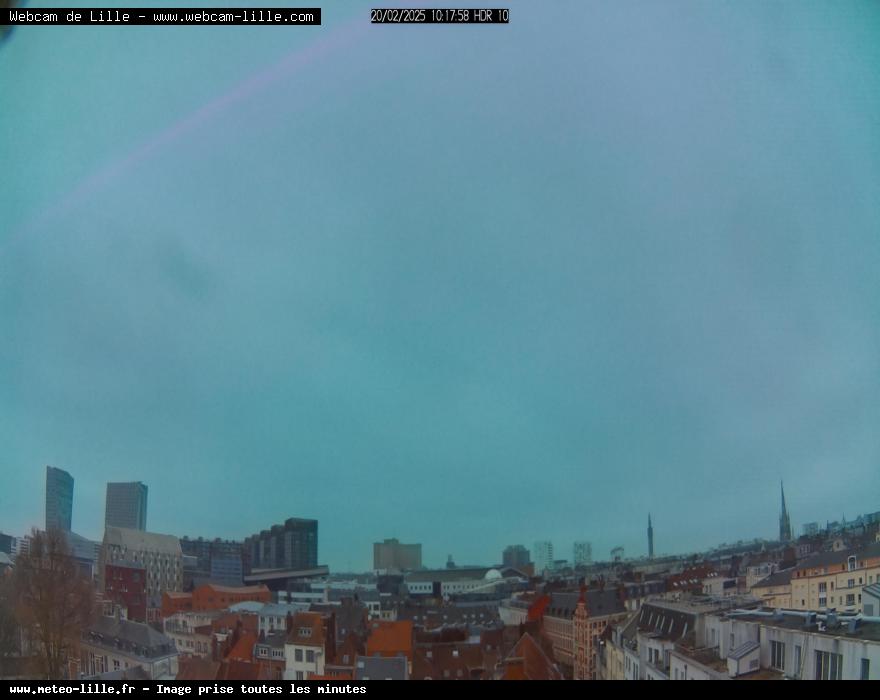 Webcam de Lille - www.webcam-lille.com
20/02/2025 10:17:58 HDR 10
www.meteo-lille.fr - Image prise toutes les minutes